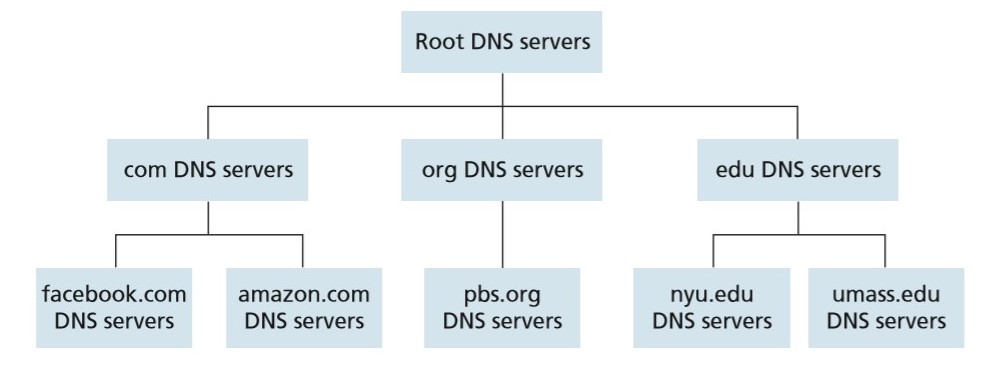 Root DNS servers
com DNS servers
org DNS servers
edu DNS servers
facebook.com
DNS servers
amazon.com
DNS servers
pbs.org
DNS servers
nyu.edu
DNS servers
umass.edu
DNS servers